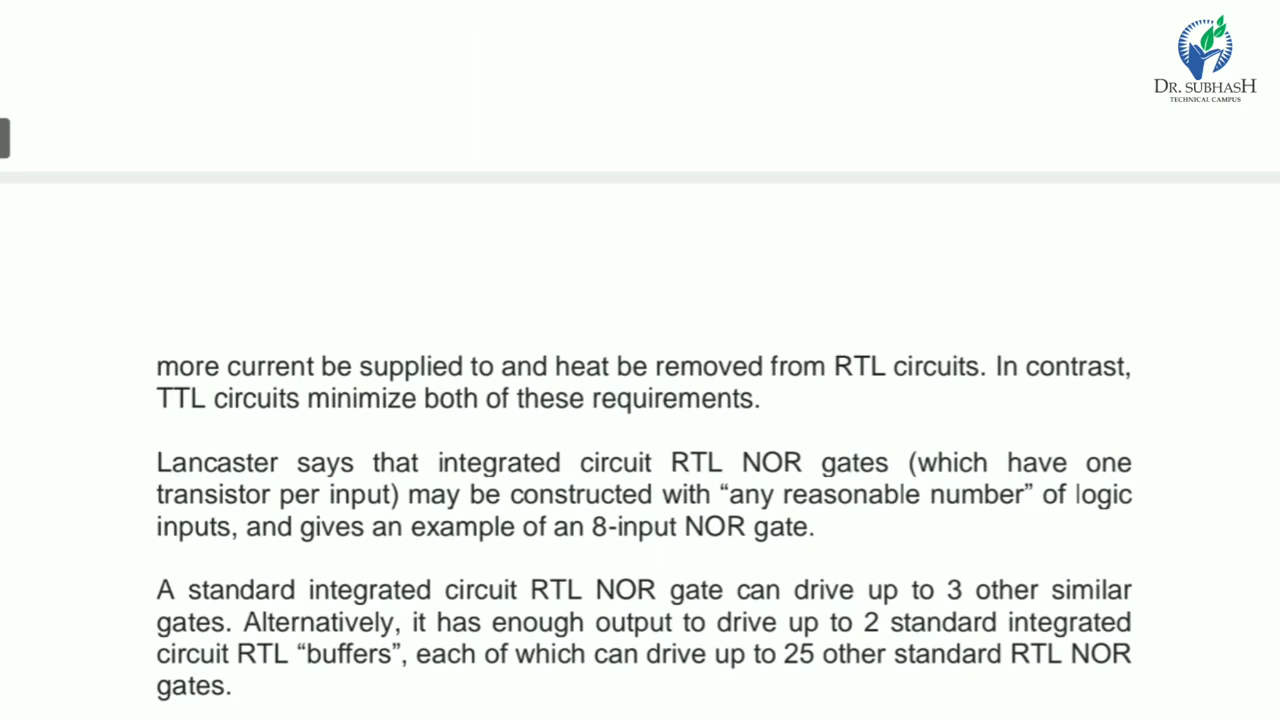 DR. SUBHASH
TECHNICAL CAMPUS
more current be supplied to and heat be removed from RTL circuits. In contrast,
TTL circuits minimize both of these requirements.
Lancaster says that integrated circuit RTL NOR gates (which have one
transistor per input) may be constructed with “any reasonable number” of logic
inputs, and gives an example of an 8-input NOR gate.
A standard integrated circuit RTL NOR gate can drive up to 3 other similar
gates. Alternatively, it has enough output to drive up to 2 standard integrated
circuit RTL “buffers”, each of which can drive up to 25 other standard RTL NOR
gates.